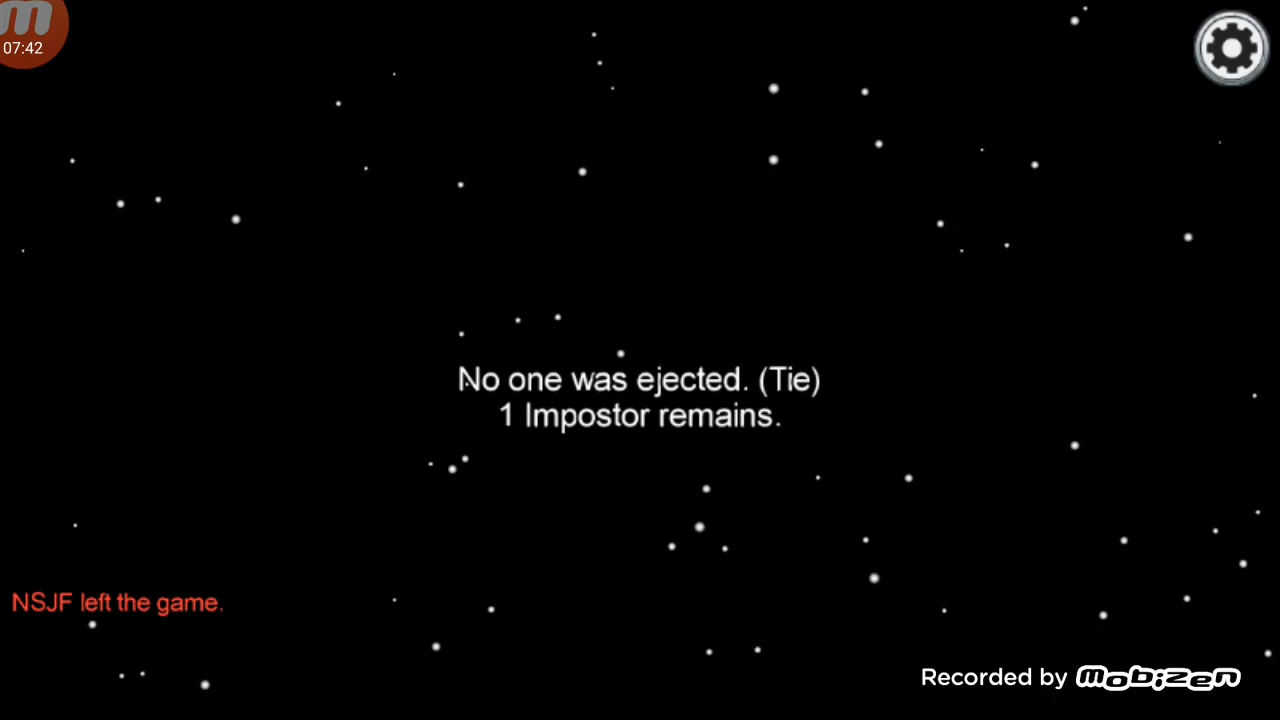 m
07:42
No one was ejected. (Tie)
1 Impostor remains.
NSJF left the game.
Recorded by mobizen